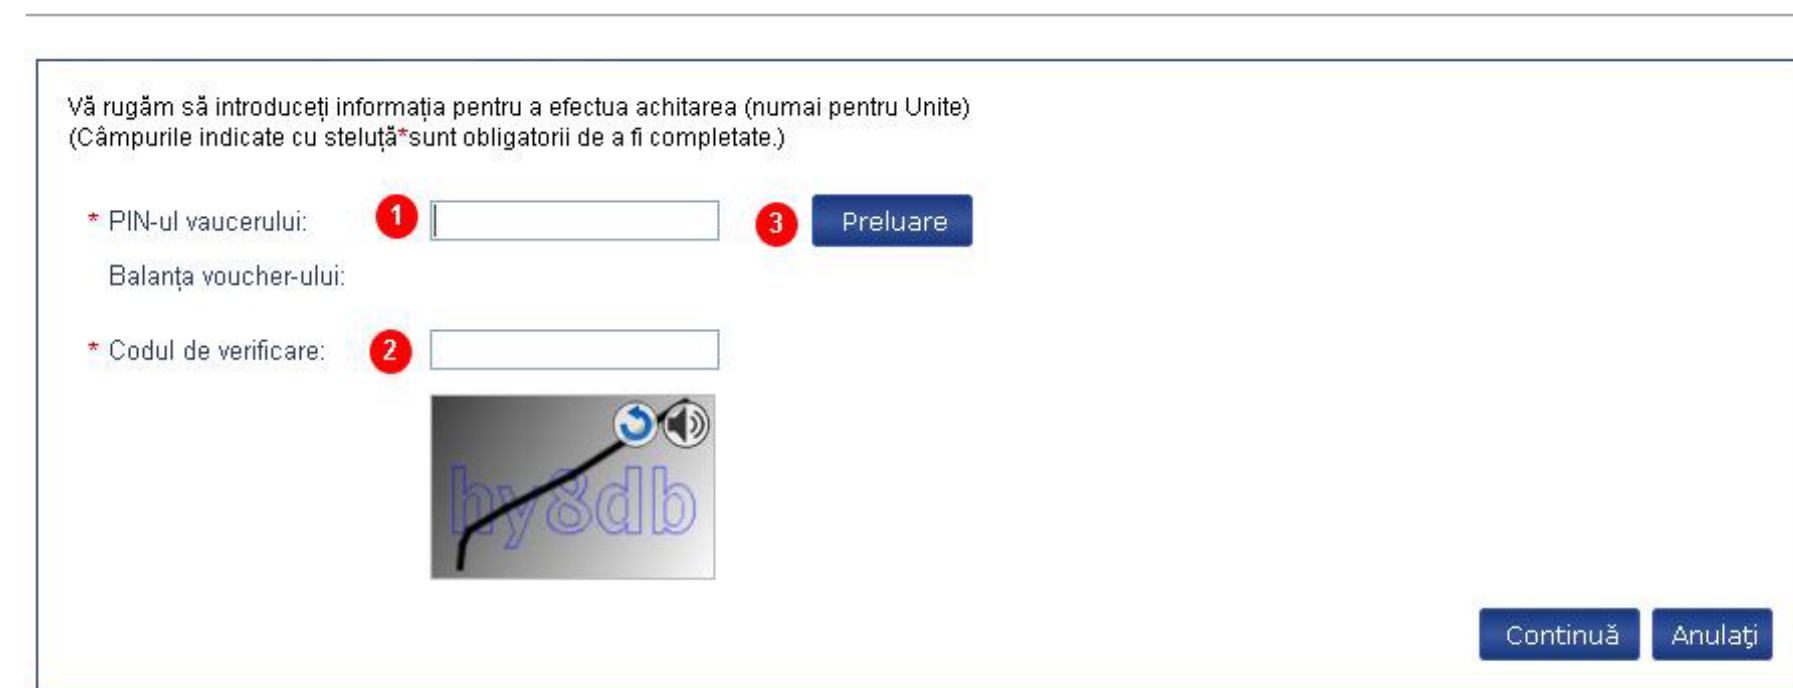 Vă rugăm să introduceți informația pentru a efectua achitarea (numai pentru Unite)
(Câmpurile indicate cu steluță*sunt obligatorii de a fi completate.)
* PIN-ul vaucerului: 1 3 Preluare
Balanța voucher-ului:
* Codul de verificare: 2
hy8db
Continuă Anulaţi